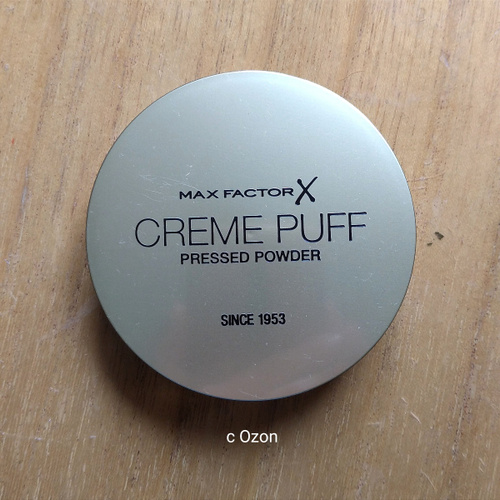 MAX FACTOR X
CREME PUFF
PRESSED POWDER
SINCE 1953
c Ozon